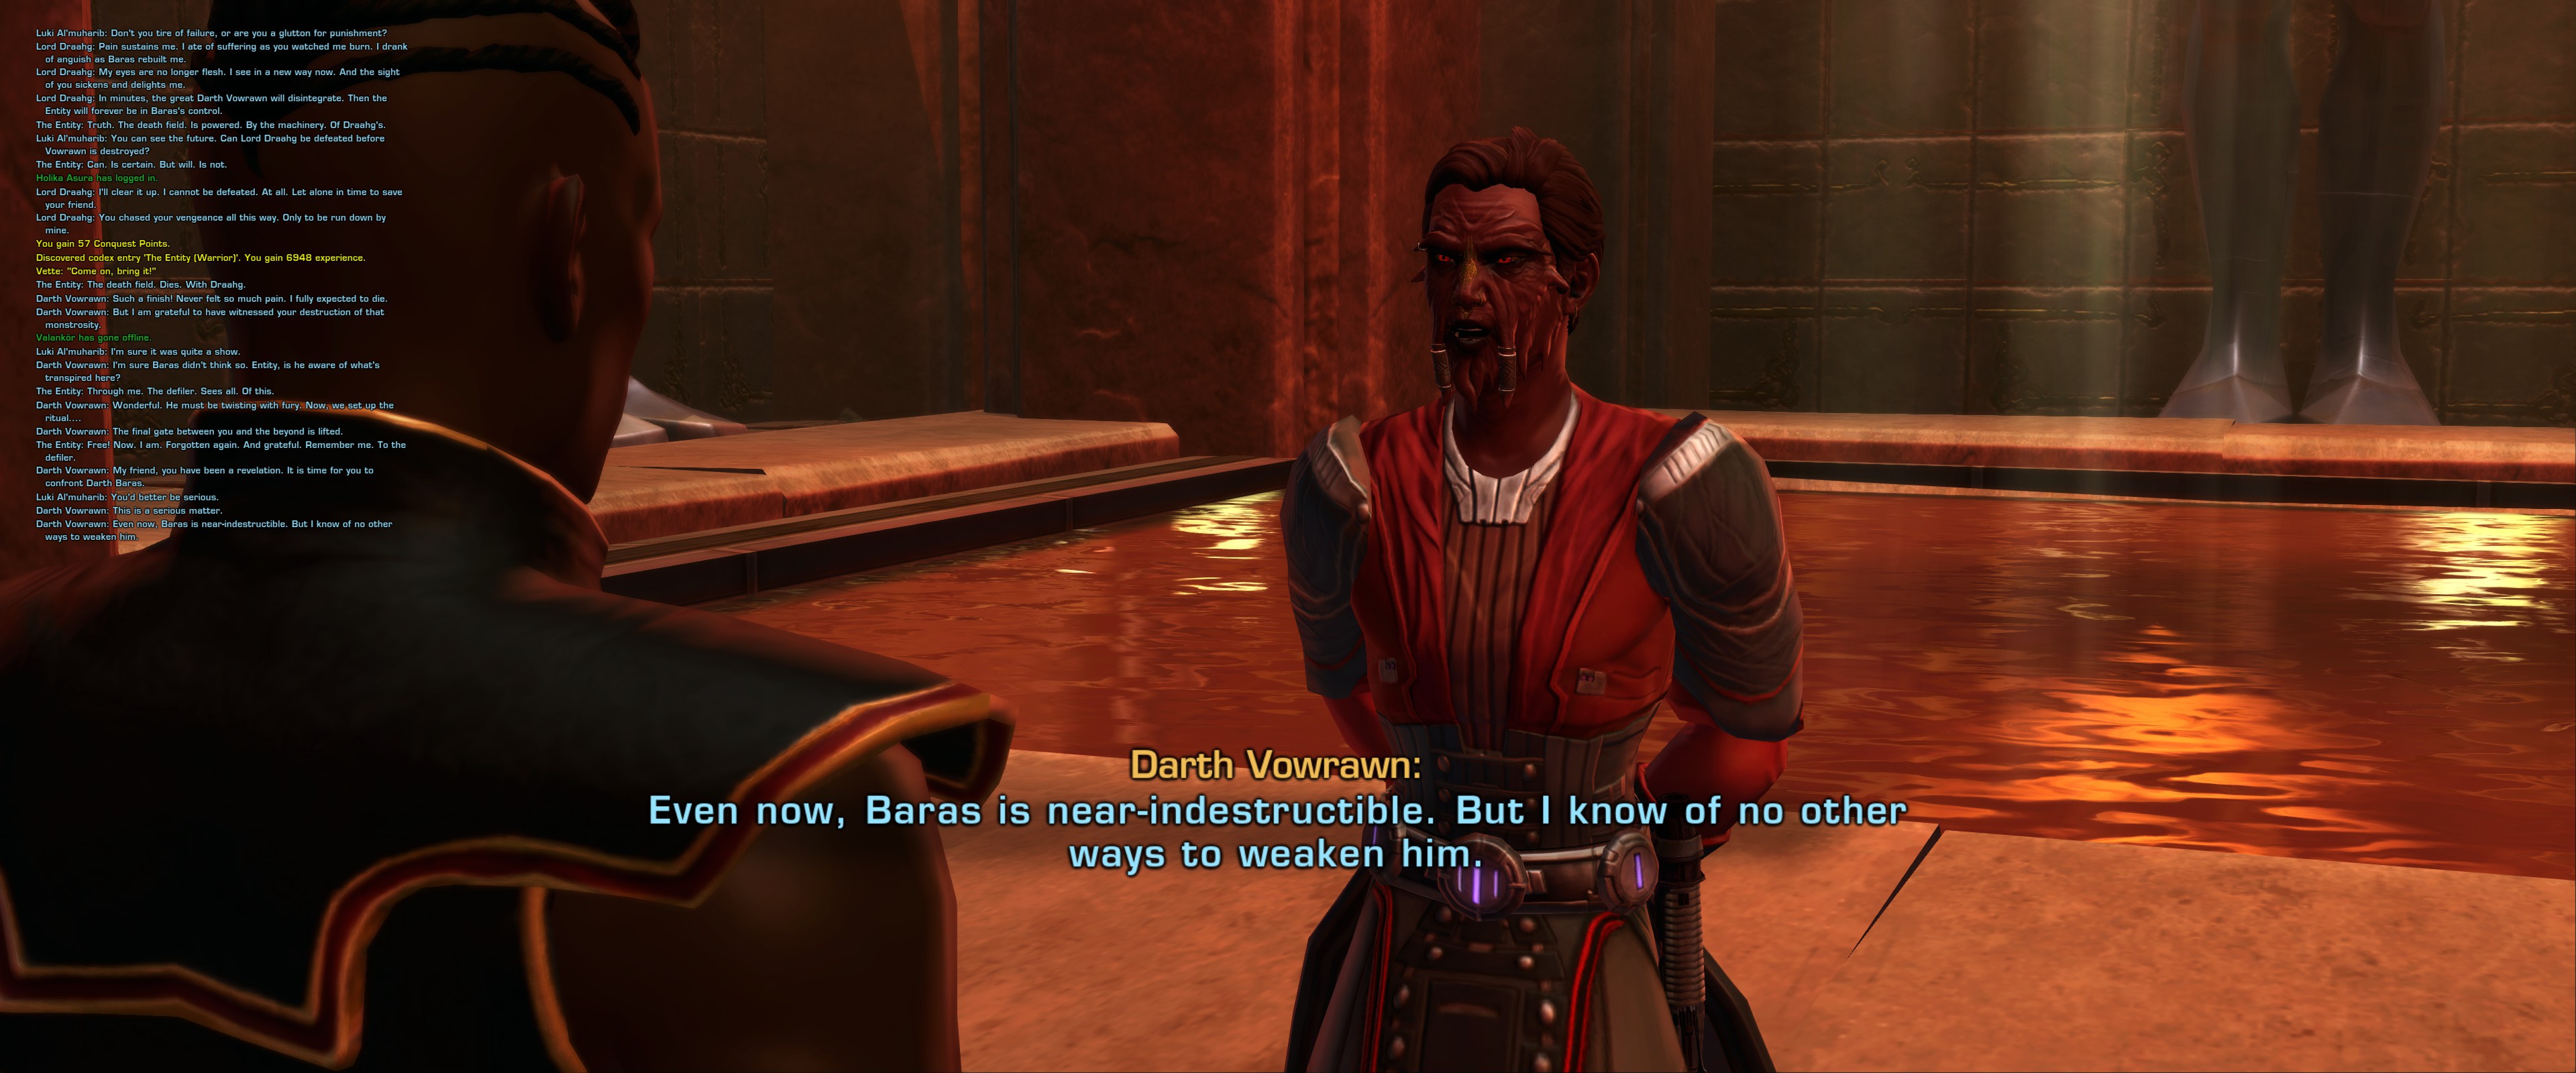 Luki Al'muharib: Don't you tire of failure, or are you a glutton for punishment?
Lord Draahg: Pain sustains me. I ate of suffering as you watched me burn. I drank
of anguish as Baras rebuilt me.
Lord Draahg: My eyes are no longer flesh. I see in a new way now. And the sight
of you sickens and delights me.
Lord Draahg: In minutes, the great Darth Vowrawn will disintegrate. Then the
Entity will forever be in Baras's control.
The Entity: Truth. The death field. Is powered. By the machinery. Of Draahg's.
Luki Al'muharib: You can see the future. Can Lord Draahg be defeated before
Vowrawn is destroyed?
The Entity: Can. Is certain. But will. Is not.
Holika Asura has logged in.
Lord Draahg: I'll clear it up. I cannot be defeated. At all. Let alone in time to save
your friend.
Lord Draahg: You chased your vengeance all this way. Only to be run down by
mine.
You gain 57 Conquest Points.
Discovered codex entry 'The Entity (Warrior)'. You gain 6948 experience.
Vette: "Come on, bring it!"
The Entity: The death field. Dies. With Draahg.
Darth Vowrawn: Such a finish! Never felt so much pain. I fully expected to die.
Darth Vowrawn: But I am grateful to have witnessed your destruction of that
monstrosity.
Valankör has gone offline.
Luki Al'muharib: I'm sure it was quite a show.
Darth Vowrawn: I'm sure Baras didn't think so. Entity, is he aware of what's
transpired here?
The Entity: Through me. The defiler. Sees all. Of this.
Darth Vowrawn: Wonderful. He must be twisting with fury. Now, we set up the
ritual....
Darth Vowrawn: The final gate between you and the beyond is lifted.
The Entity: Free! Now. I am. Forgotten again. And grateful. Remember me. To the
defiler.
Darth Vowrawn: My friend, you have been a revelation. It is time for you to
confront Darth Baras.
Luki Al'muharib: You'd better be serious.
Darth Vowrawn: This is a serious matter.
Darth Vowrawn: Even now, Baras is near-indestructible. But I know of no other
ways to weaken him.
Darth Vowrawn:
Even now, Baras is near-indestructible. But I know of no other
ways to weaken him.